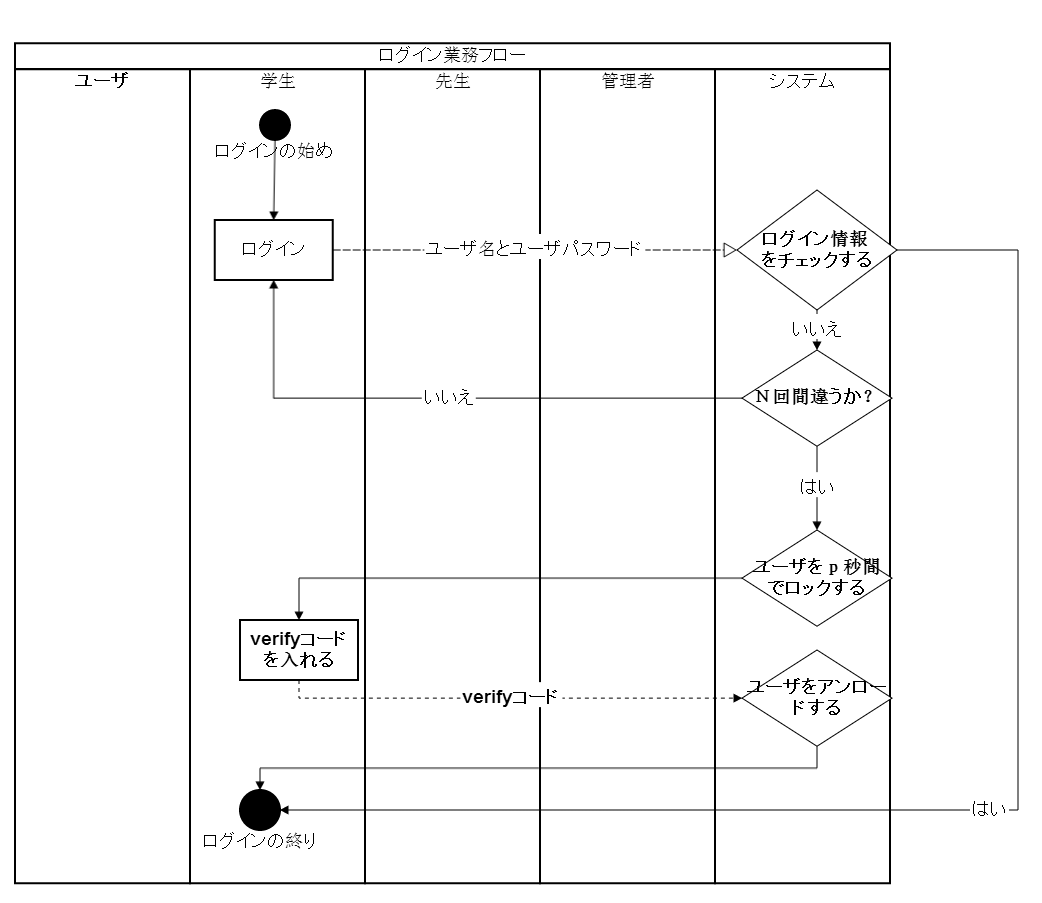 ログイン業務フロー
ユーザ 学生 先生 管理者 システム
ログインの始め
ログイン
ユーザ名とユーザパスワード
ログイン情報
をチェックする
いいえ
N回間違うか?
いいえ
はい
ユーザを p 秒間
でロックする
verifyコード
を入れる
verifyコード
ユーザをアンロー
ドする
はい
ログインの終り